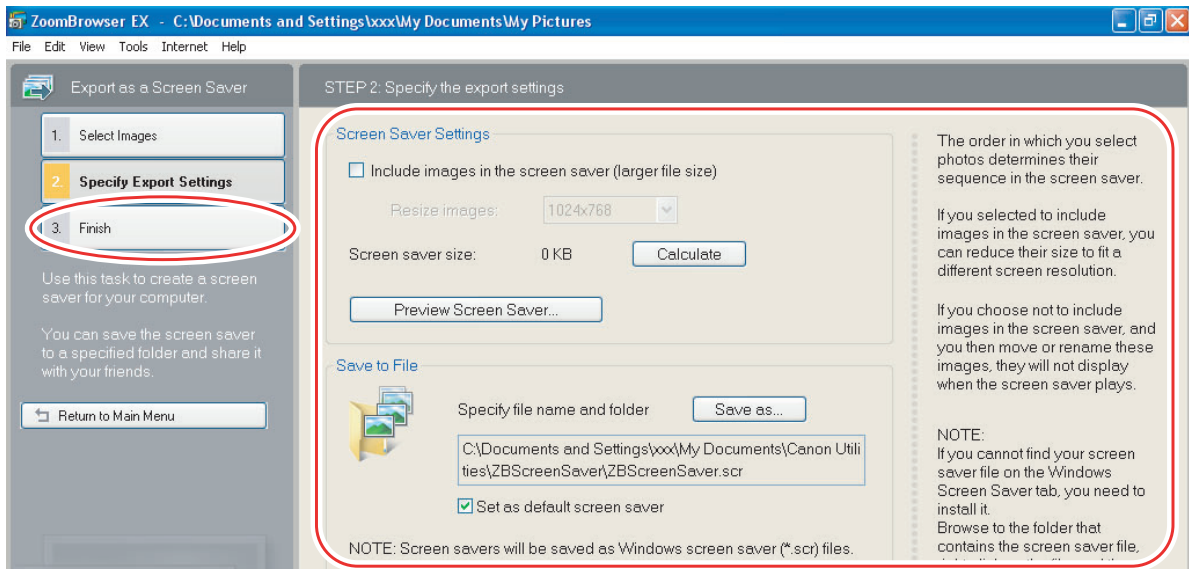 ZoomBrowser EX - C:\Documents and Settings\xxx\My Documents\My Pictures
File Edit View Tools Internet Help
Export as a Screen Saver
1. Select Images
2. Specify Export Settings
3. Finish
Use this task to create a screen
saver for your computer.
You can save the screen saver
to a specified folder and share it
with your friends.
Return to Main Menu
STEP 2: Specify the export settings
Screen Saver Settings
Include images in the screen saver (larger file size)
Resize images: 1024x768
Screen saver size: 0 KB Calculate
Preview Screen Saver...
Save to File
Specify file name and folder Save as...
C:\Documents and Settings\xxx\My Documents\Canon Utili
ties\ZBScreenSaver\ZBScreenSaver.scr
Set as default screen saver
NOTE: Screen savers will be saved as Windows screen saver (*.scr) files.
The order in which you select
photos determines their
sequence in the screen saver.
If you selected to include
images in the screen saver, you
can reduce their size to fit a
different screen resolution.
If you choose not to include
images in the screen saver, and
you then move or rename these
images, they will not display
when the screen saver plays.
NOTE:
If you cannot find your screen
saver file on the Windows
Screen Saver tab, you need to
install it.
Browse to the folder that
contains the screen saver file,